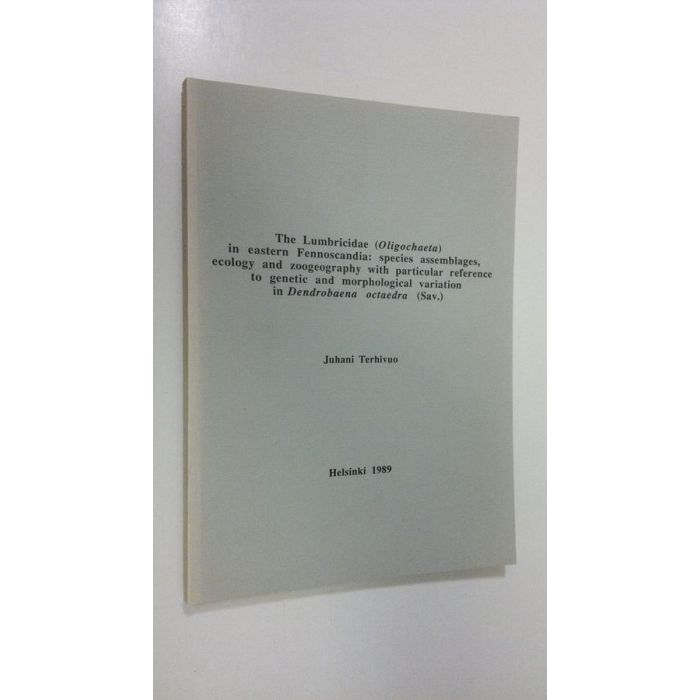 The Lumbricidae (Oligochaeta)
in eastern Fennoscandia: species assemblages,
ecology and zoogeography with particular reference
to genetic and morphological variation
in Dendrobaena octaedra (Sav.)
Juhani Terhivuo
Helsinki 1989